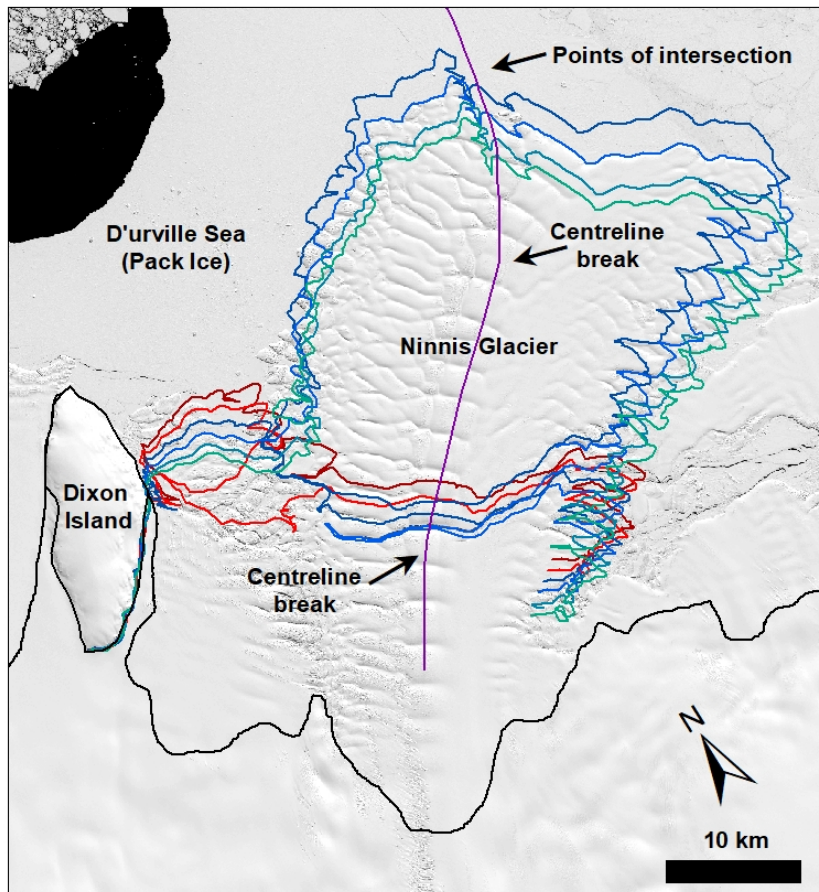 Points of intersection
D'urville Sea
(Pack Ice)
Centreline
break
Ninnis Glacier
Dixon
Island
Centreline
break
N
10 km